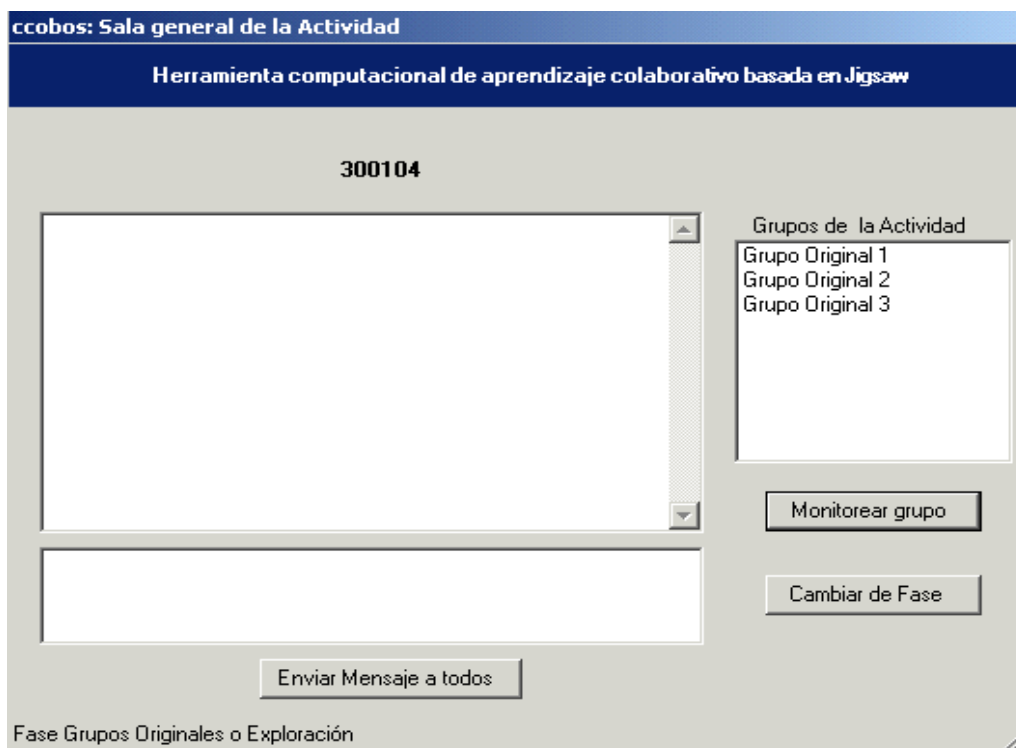 ccobos: Sala general de la Actividad
Herramienta computacional de aprendizaje colaborativo basada en Jigsaw
300104
Grupos de la Actividad
Grupo Original 1
Grupo Original 2
Grupo Original 3
Monitorear grupo
Cambiar de Fase
Enviar Mensaje a todos
Fase Grupos Originales o Exploración